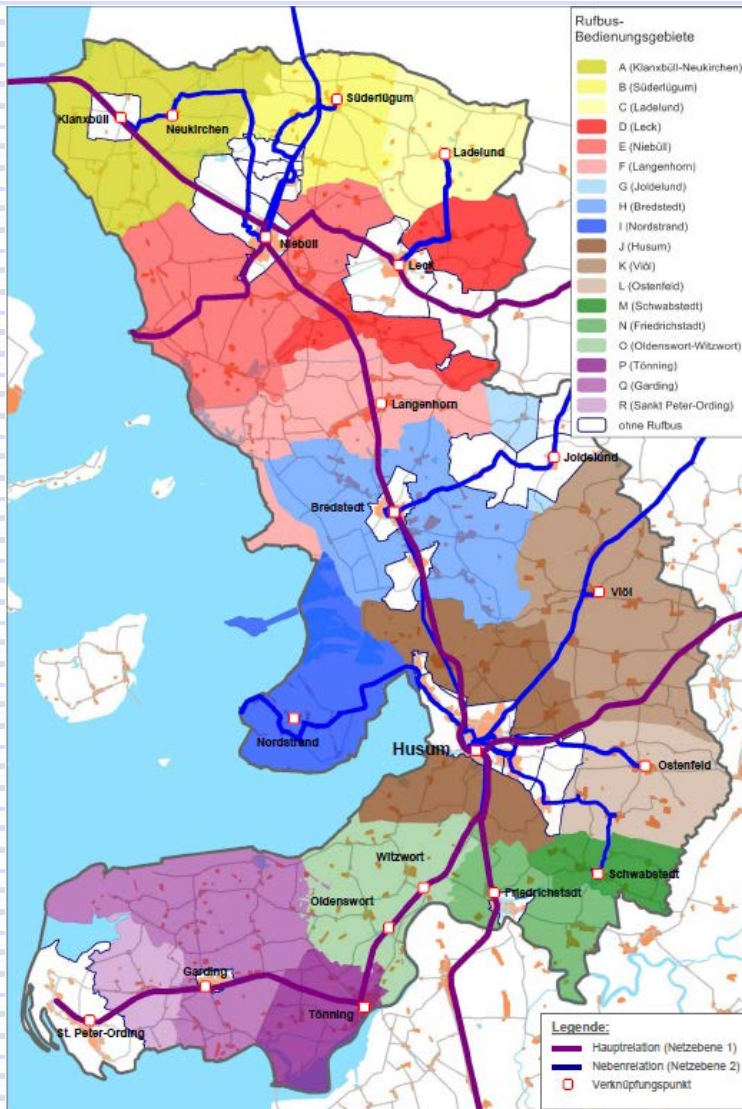 Rufbus-
Bedienungsgebiete
A (Klanxbüll-Neukirchen)
B (Süderlügum)
C (Ladelund)
D (Leck)
E (Niebüll)
F (Langenhorn)
G (Joldelund)
H (Bredstedt)
I (Nordstrand)
J (Husum)
K (Viöl)
L (Ostenfeld)
M (Schwabstedt)
N (Friedrichstadt)
O (Oldenswort-Witzwort)
P (Tönning)
Q (Garding)
R (Sankt Peter-Ording)
ohne Rufbus
Klanxbüll
Neukirchen
Süderlügum
Ladelund
Niebüll
Leck
Langenhorn
Joldelund
Bredstedt
Viöl
Nordstrand
Husum
Ostenfeld
Witzwort
Schwabstedt
Oldenswort
Friedrichstadt
Garding
Tönning
St. Peter-Ording
Legende:
Hauptrelation (Netzebene 1)
Nebenrelation (Netzebene 2)
Verknüpfungspunkt